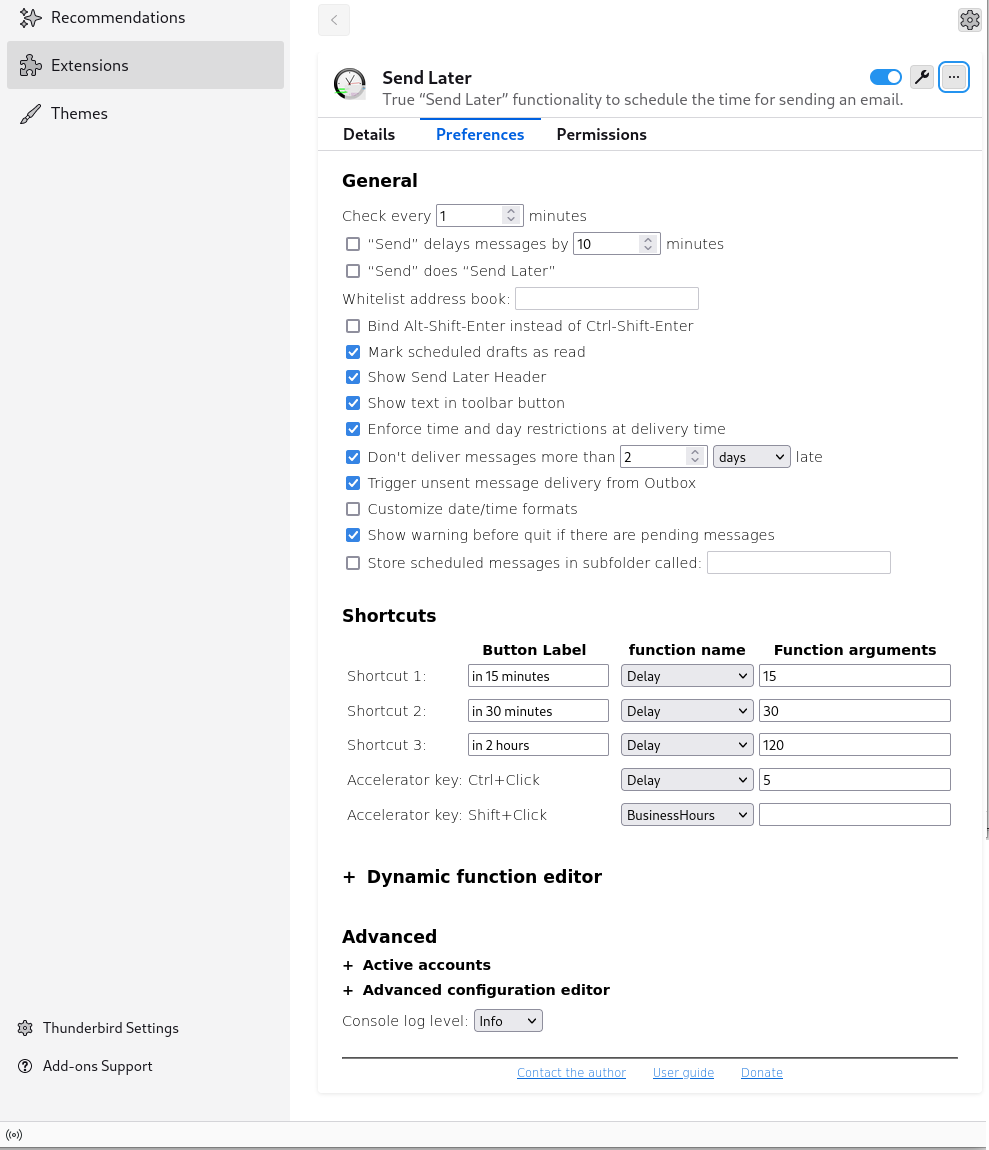 Recommendations
Extensions
Themes
Send Later
True “Send Later” functionality to schedule the time for sending an email.
Details Preferences Permissions
General
Check every 1 minutes
“Send” delays messages by 10 minutes
“Send” does “Send Later”
Whitelist address book:
Bind Alt-Shift-Enter instead of Ctrl-Shift-Enter
Mark scheduled drafts as read
Show Send Later Header
Show text in toolbar button
Enforce time and day restrictions at delivery time
Don't deliver messages more than 2 days late
Trigger unsent message delivery from Outbox
Customize date/time formats
Show warning before quit if there are pending messages
Store scheduled messages in subfolder called:
Shortcuts
Button Label function name Function arguments
Shortcut 1: in 15 minutes Delay 15
Shortcut 2: in 30 minutes Delay 30
Shortcut 3: in 2 hours Delay 120
Accelerator key: Ctrl+Click Delay 5
Accelerator key: Shift+Click BusinessHours
+ Dynamic function editor
Advanced
+ Active accounts
+ Advanced configuration editor
Console log level: Info
Contact the author User guide Donate
Thunderbird Settings
Add-ons Support